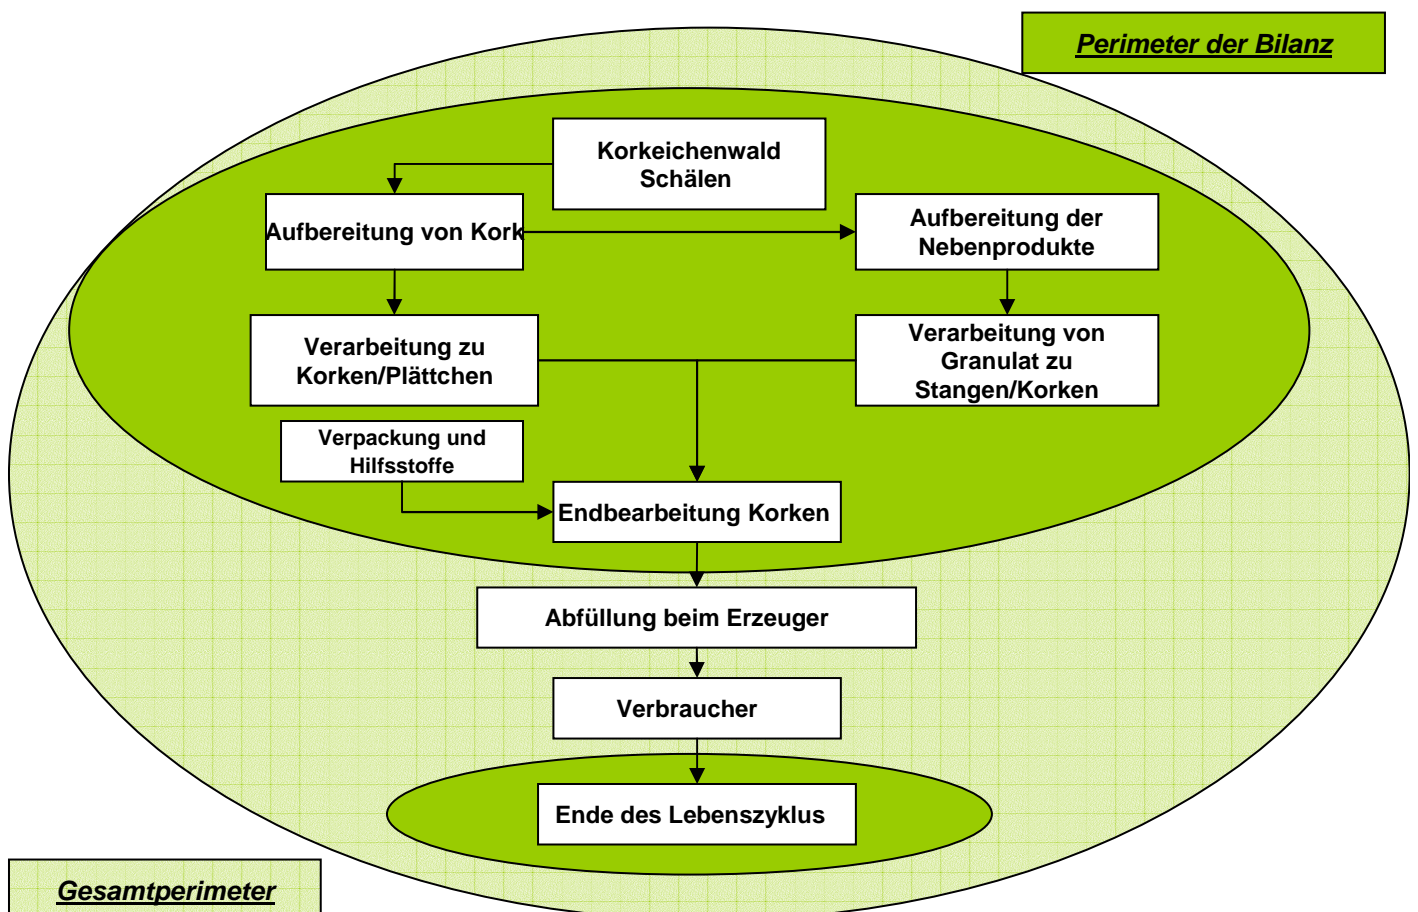 Perimeter der Bilanz
Korkeichenwald
Schälen
Aufbereitung von Kork
Aufbereitung der
Nebenprodukte
Verarbeitung zu
Korken/Plättchen
Verarbeitung von
Granulat zu
Stangen/Korken
Verpackung und
Hilfsstoffe
Endbearbeitung Korken
Abfüllung beim Erzeuger
Verbraucher
Ende des Lebenszyklus
Gesamtperimeter